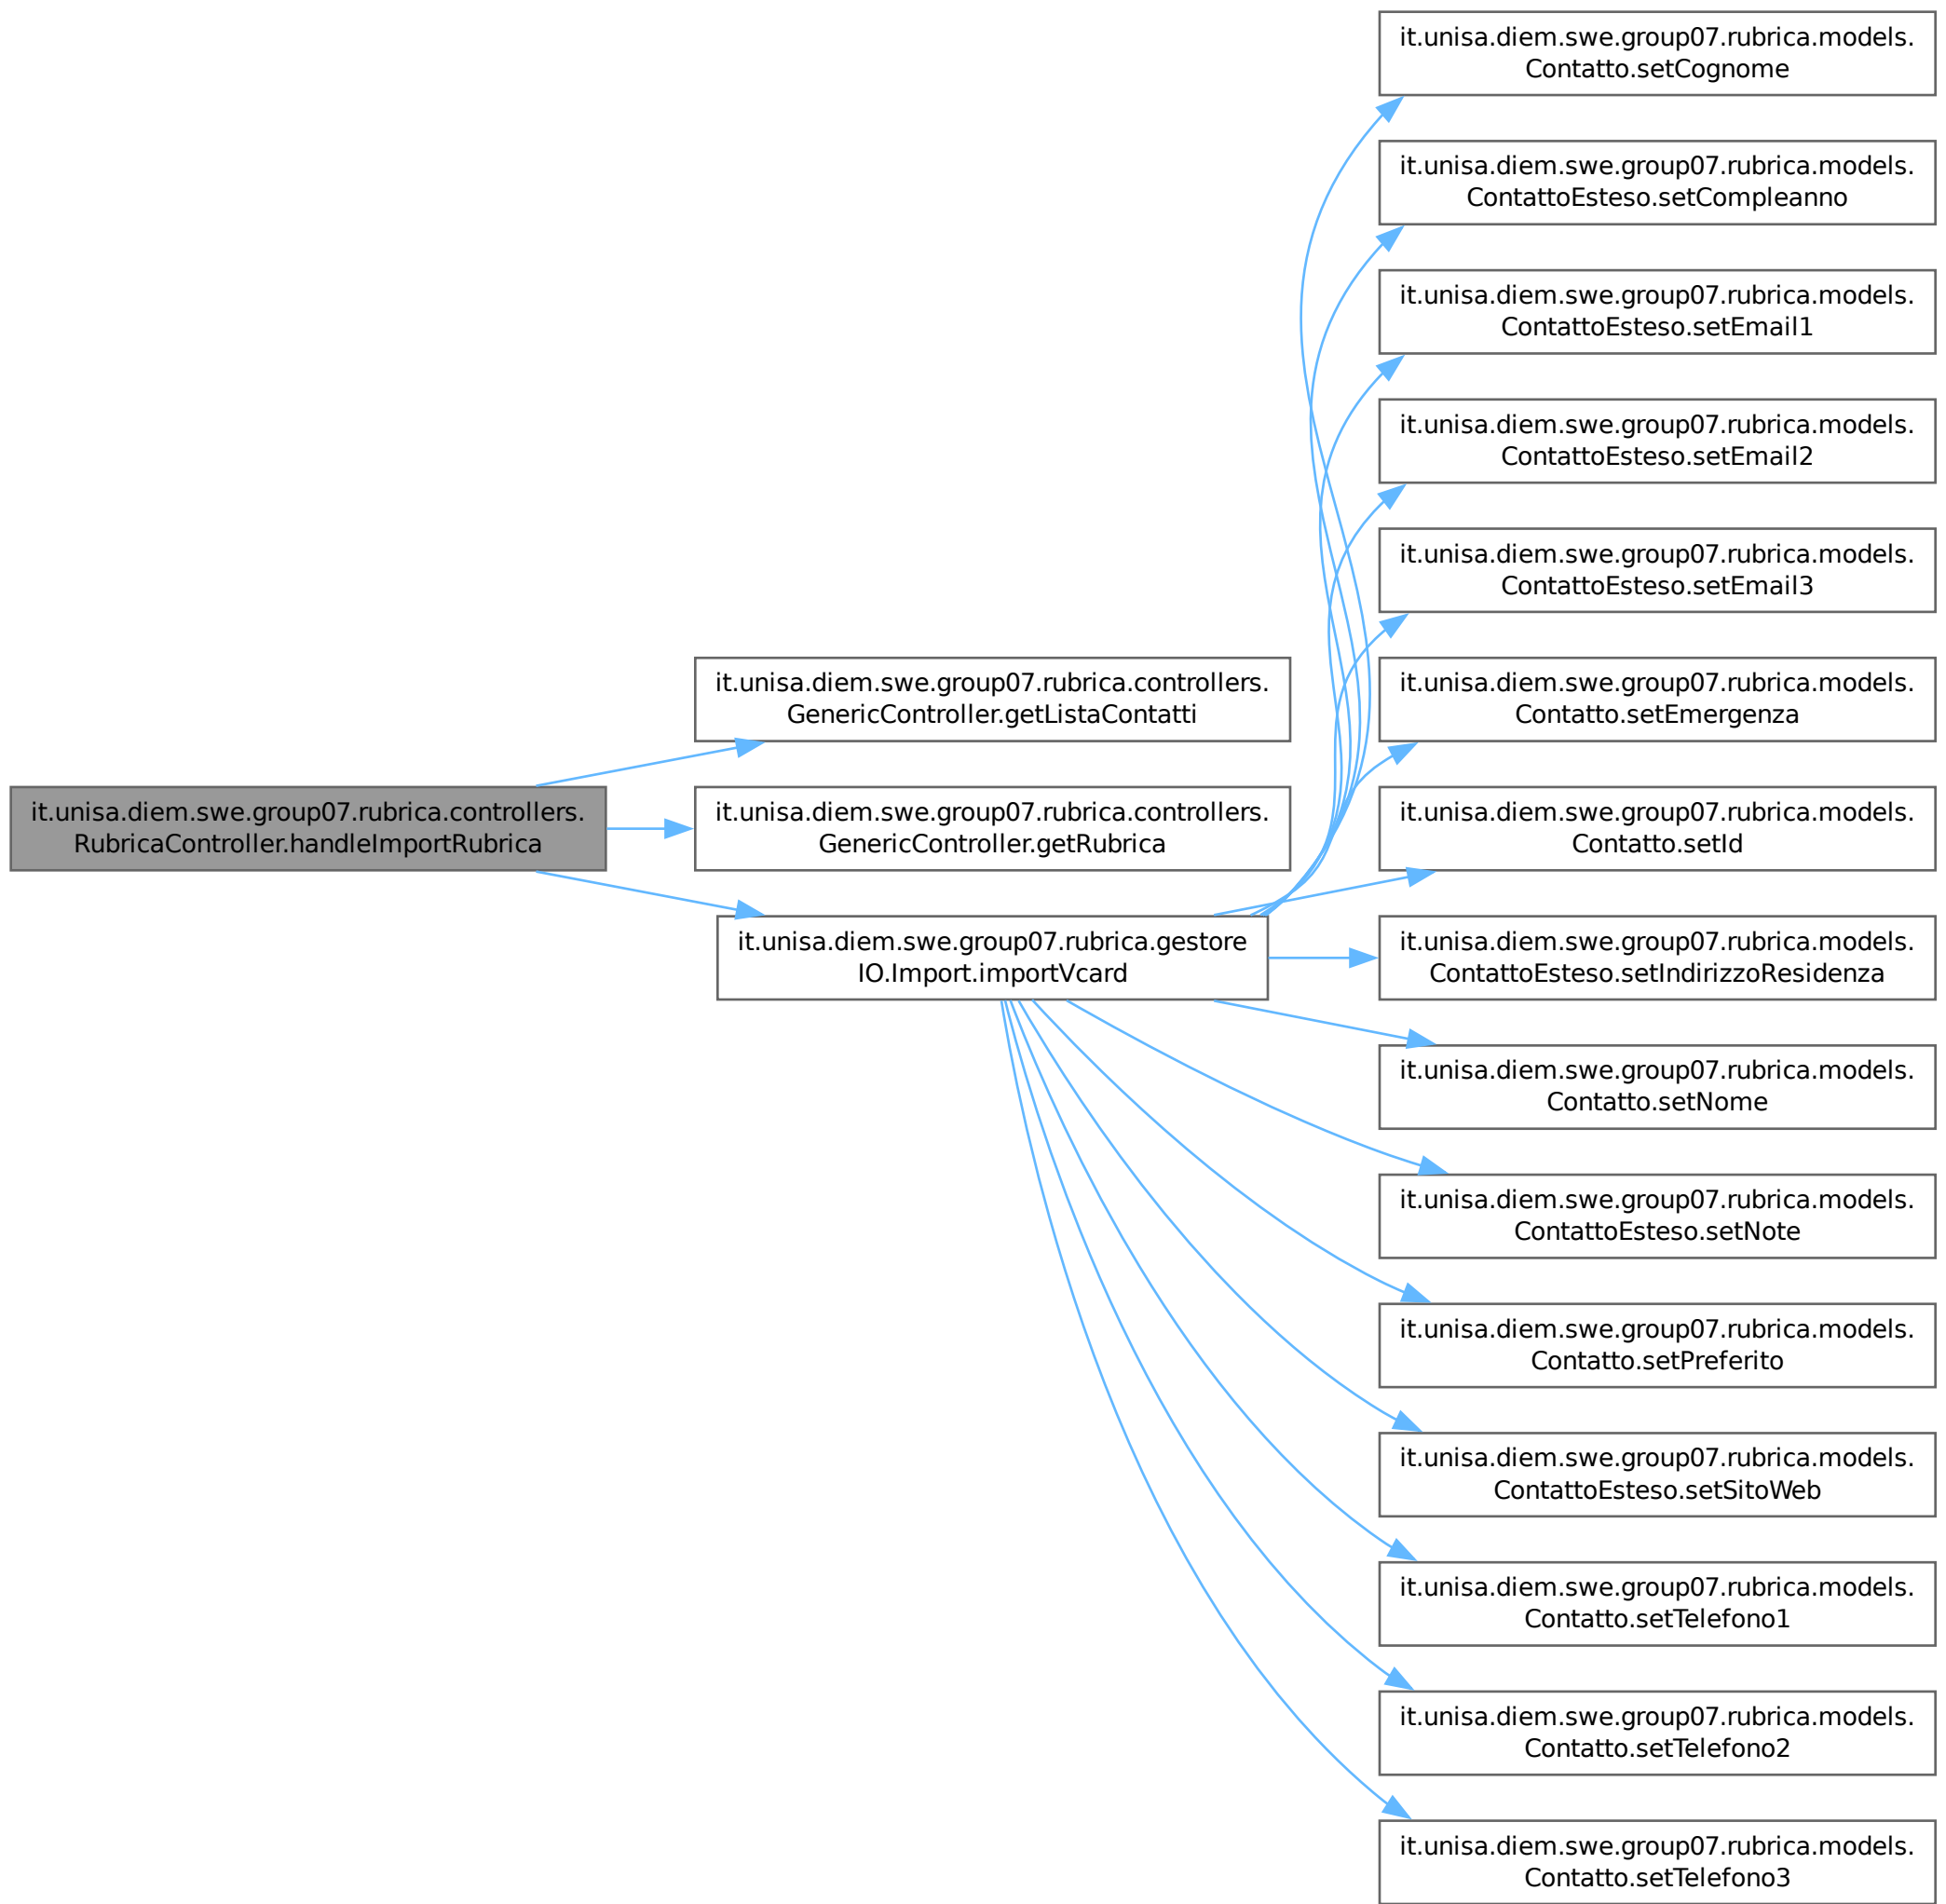 it.unisa.diem.swe.group07.rubrica.controllers.
RubricaController.handleImportRubrica
it.unisa.diem.swe.group07.rubrica.controllers.
GenericController.getListaContatti
it.unisa.diem.swe.group07.rubrica.controllers.
GenericController.getRubrica
it.unisa.diem.swe.group07.rubrica.gestore
IO.Import.importVcard
it.unisa.diem.swe.group07.rubrica.models.
Contatto.setCognome
it.unisa.diem.swe.group07.rubrica.models.
ContattoEsteso.setCompleanno
it.unisa.diem.swe.group07.rubrica.models.
ContattoEsteso.setEmail1
it.unisa.diem.swe.group07.rubrica.models.
ContattoEsteso.setEmail2
it.unisa.diem.swe.group07.rubrica.models.
ContattoEsteso.setEmail3
it.unisa.diem.swe.group07.rubrica.models.
Contatto.setEmergenza
it.unisa.diem.swe.group07.rubrica.models.
Contatto.setId
it.unisa.diem.swe.group07.rubrica.models.
ContattoEsteso.setIndirizzoResidenza
it.unisa.diem.swe.group07.rubrica.models.
Contatto.setNome
it.unisa.diem.swe.group07.rubrica.models.
ContattoEsteso.setNote
it.unisa.diem.swe.group07.rubrica.models.
Contatto.setPreferito
it.unisa.diem.swe.group07.rubrica.models.
ContattoEsteso.setSitoWeb
it.unisa.diem.swe.group07.rubrica.models.
Contatto.setTelefono1
it.unisa.diem.swe.group07.rubrica.models.
Contatto.setTelefono2
it.unisa.diem.swe.group07.rubrica.models.
Contatto.setTelefono3